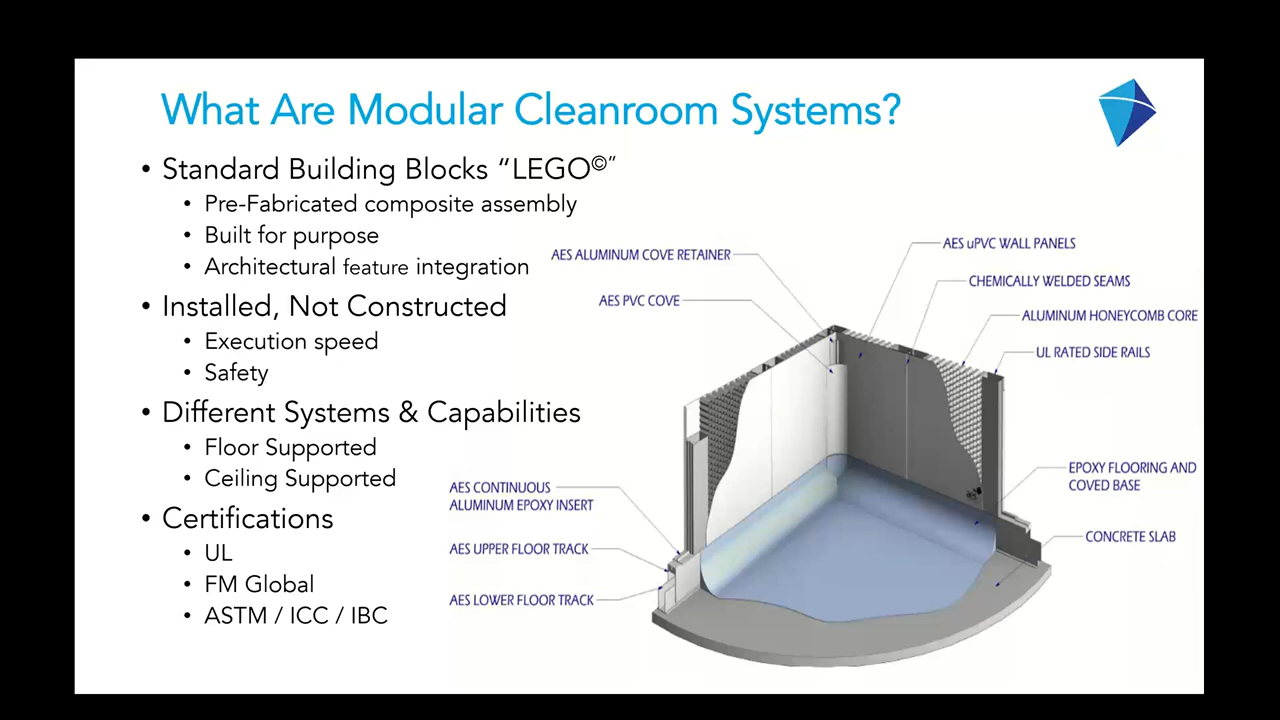 What Are Modular Cleanroom Systems?
• Standard Building Blocks “LEGO©”
• Pre-Fabricated composite assembly
• Built for purpose
• Architectural feature integration
• Installed, Not Constructed
• Execution speed
• Safety
• Different Systems & Capabilities
• Floor Supported
• Ceiling Supported
• Certifications
• UL
• FM Global
• ASTM / ICC / IBC
AES ALUMINUM COVE RETAINER
AES PVC COVE
AES uPVC WALL PANELS
CHEMICALLY WELDED SEAMS
ALUMINUM HONEYCOMB CORE
UL RATED SIDE RAILS
AES CONTINUOUS
ALUMINUM EPOXY INSERT
AES UPPER FLOOR TRACK
AES LOWER FLOOR TRACK
EPOXY FLOORING AND
COVED BASE
CONCRETE SLAB